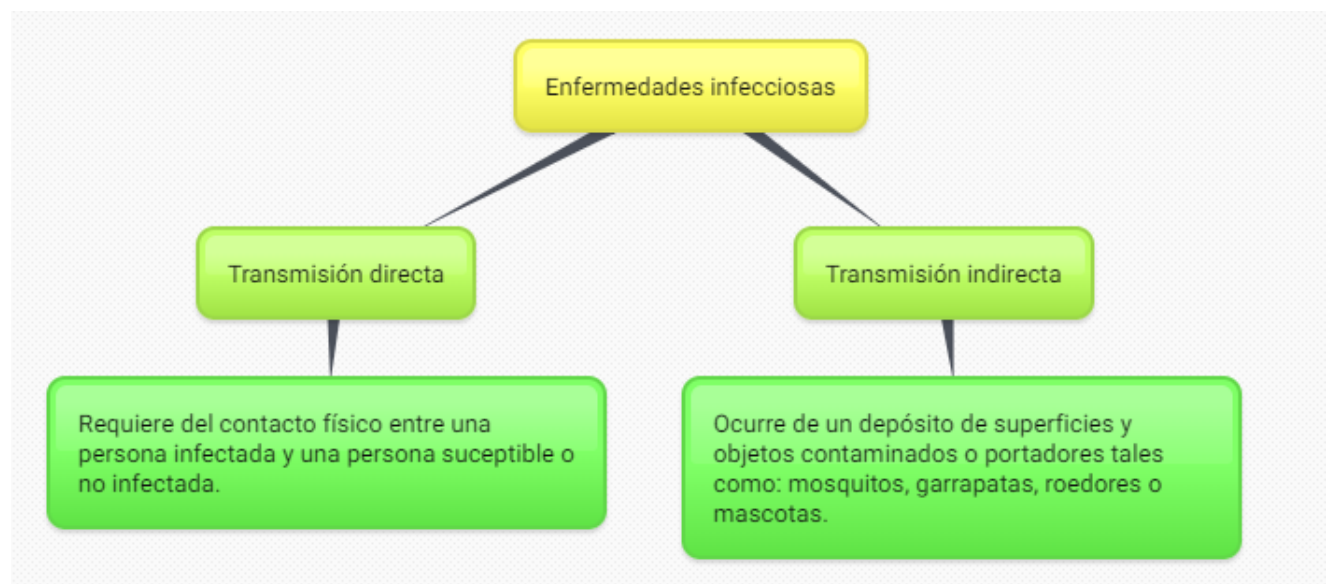 Enfermedades infecciosas
Transmisión directa
Transmisión indirecta
Requiere del contacto físico entre una
persona infectada y una persona suceptible o
no infectada.
Ocurre de un depósito de superficies y
objetos contaminados o portadores tales
como: mosquitos, garrapatas, roedores o
mascotas.